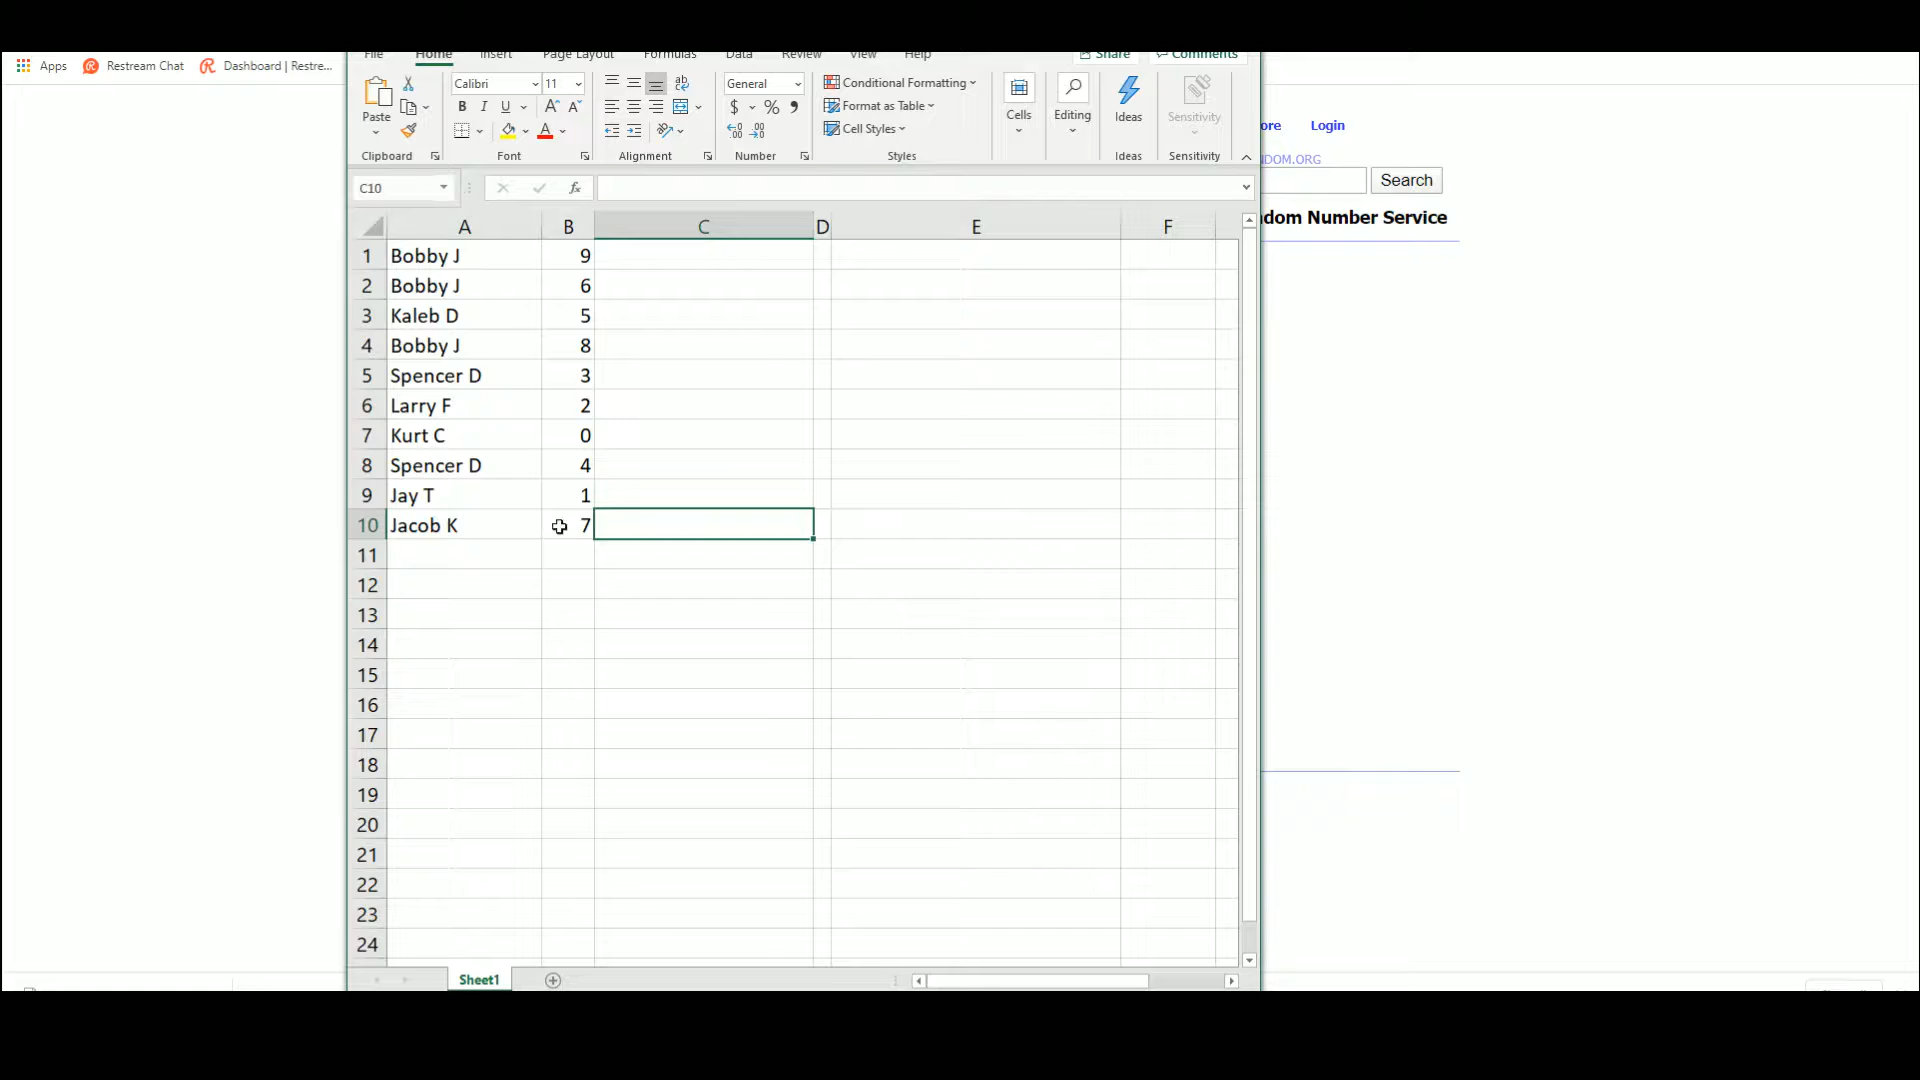 File Home Insert Page Layout Formulas Data Review View Help Share Comments
Apps Restream Chat Dashboard | Restre...
Paste Calibri 11 B I U A A A ab General $ % Conditional Formatting Format as Table Cell Styles Cells Editing Ideas Sensitivity
Clipboard Font Alignment Number Styles Ideas Sensitivity
ore Login
NDOM.ORG
Search
dom Number Service
C10 fx
A B C D E F
1 Bobby J 9
2 Bobby J 6
3 Kaleb D 5
4 Bobby J 8
5 Spencer D 3
6 Larry F 2
7 Kurt C 0
8 Spencer D 4
9 Jay T 1
10 Jacob K 7
11
12
13
14
15
16
17
18
19
20
21
22
23
24
Sheet1